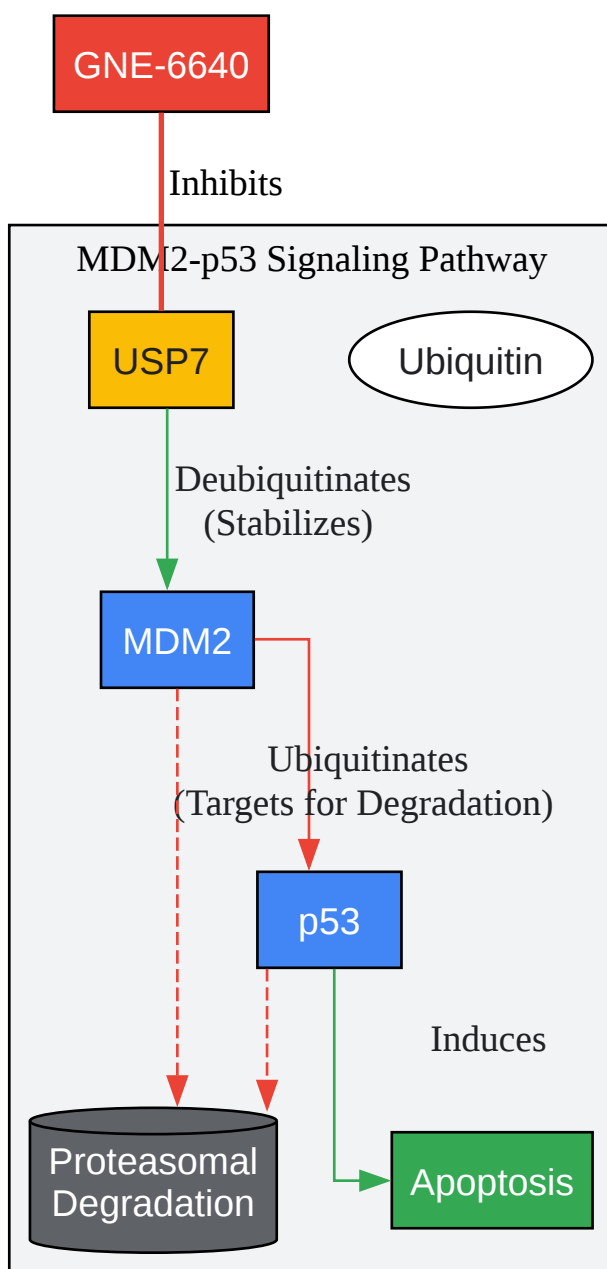 GNE-6640
Inhibits
MDM2-p53 Signaling Pathway
USP7
Ubiquitin
Deubiquitinates
(Stabilizes)
MDM2
Ubiquitinates
(Targets for Degradation)
p53
Induces
Proteasomal
Degradation
Apoptosis